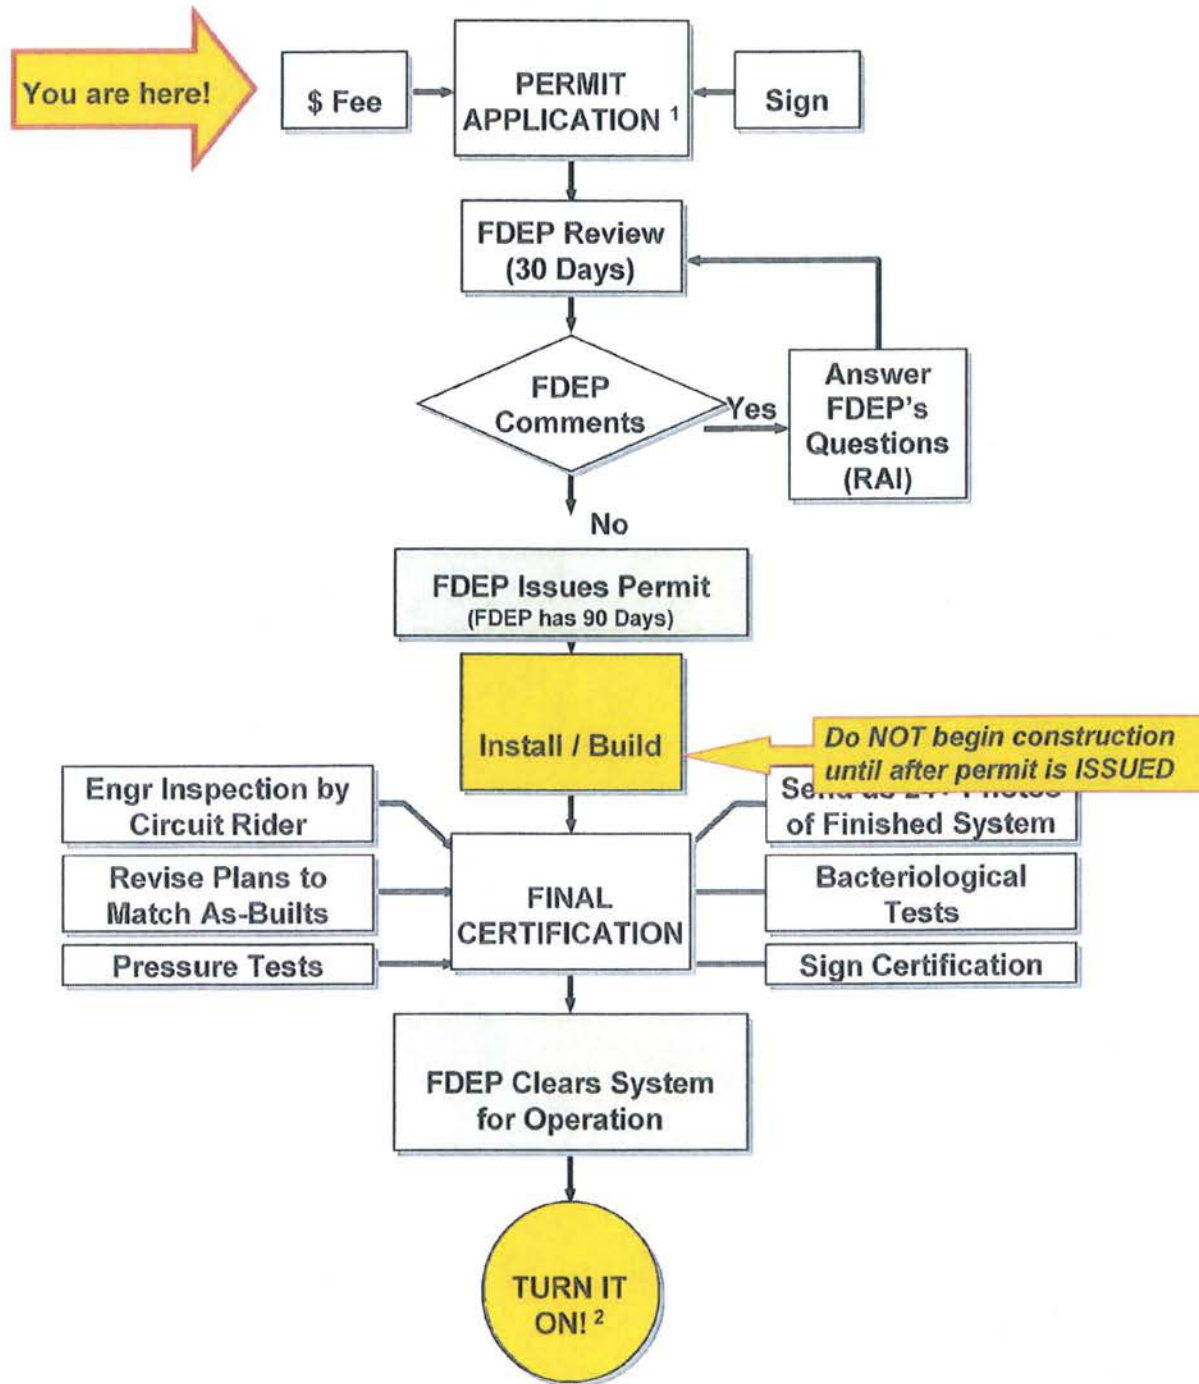 You are here!
$ Fee
PERMIT
APPLICATION 1
Sign
FDEP Review
(30 Days)
FDEP
Comments
Yes
Answer
FDEP's
Questions
(RAI)
No
FDEP Issues Permit
(FDEP has 90 Days)
Install / Build
Do NOT begin construction
until after permit is ISSUED
Engr Inspection by
Circuit Rider
Send us
of Finished System
Revise Plans to
Match As-Builts
FINAL
CERTIFICATION
Bacteriological
Tests
Pressure Tests
Sign Certification
FDEP Clears System
for Operation
TURN IT
ON! 2